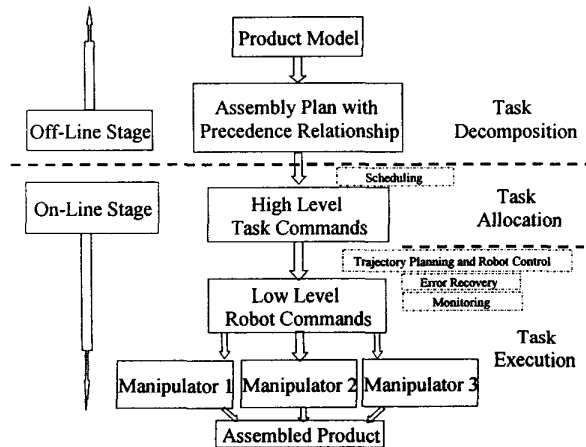 Product Model
Assembly Plan with
Precedence Relationship
Task
Decomposition
Off-Line Stage
Scheduling
On-Line Stage
High Level
Task Commands
Task
Allocation
Trajectory Planning and Robot Control
Error Recovery
Monitoring
Low Level
Robot Commands
Task
Execution
Manipulator 1
Manipulator 2
Manipulator 3
Assembled Product